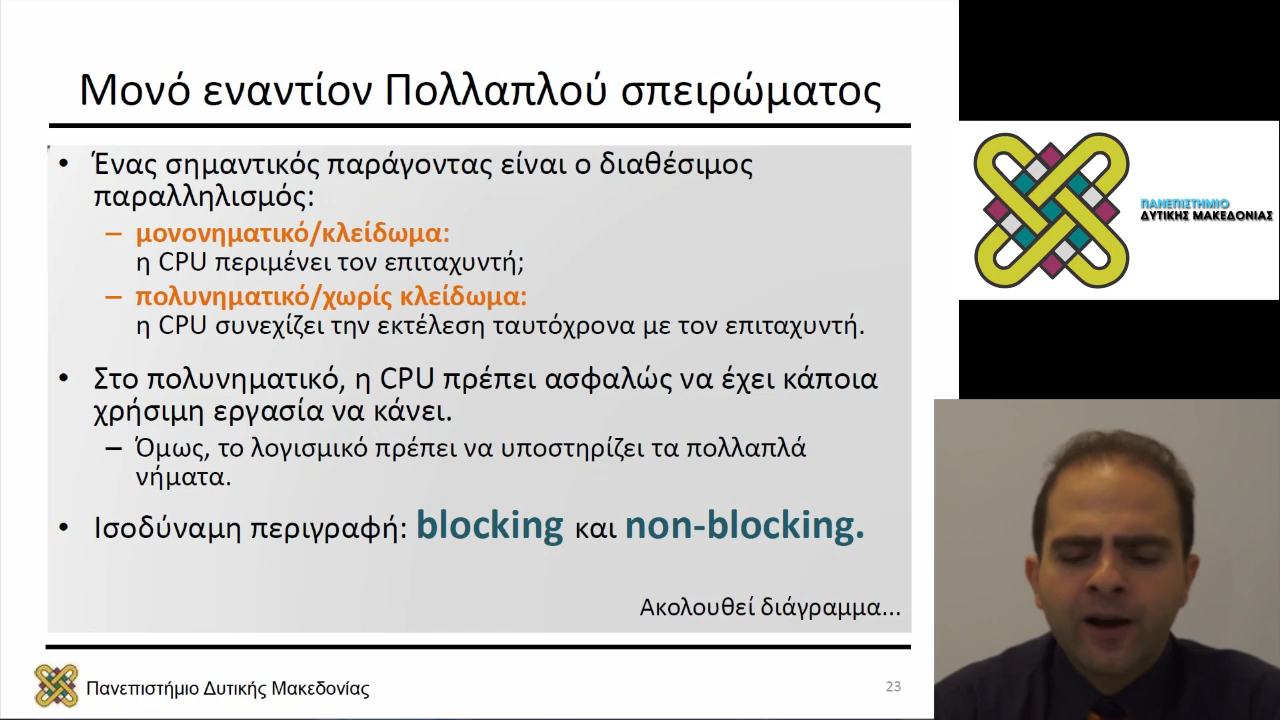 Μονό εναντίον Πολλαπλού σπειρώματος
• Ένας σημαντικός παράγοντας είναι ο διαθέσιμος
παραλληλισμός:
– μονονηματικό/κλείδωμα:
η CPU περιμένει τον επιταχυντή;
– πολυνηματικό/χωρίς κλείδωμα:
η CPU συνεχίζει την εκτέλεση ταυτόχρονα με τον επιταχυντή.
• Στο πολυνηματικό, η CPU πρέπει ασφαλώς να έχει κάποια
χρήσιμη εργασία να κάνει.
– Όμως, το λογισμικό πρέπει να υποστηρίζει τα πολλαπλά
νήματα.
• Ισοδύναμη περιγραφή: blocking και non-blocking.
Ακολουθεί διάγραμμα...
Πανεπιστήμιο Δυτικής Μακεδονίας
23
ΠΑΝΕΠΙΣΤΗΜΙΟ
ΔΥΤΙΚΗΣ ΜΑΚΕΔΟΝΙΑΣ